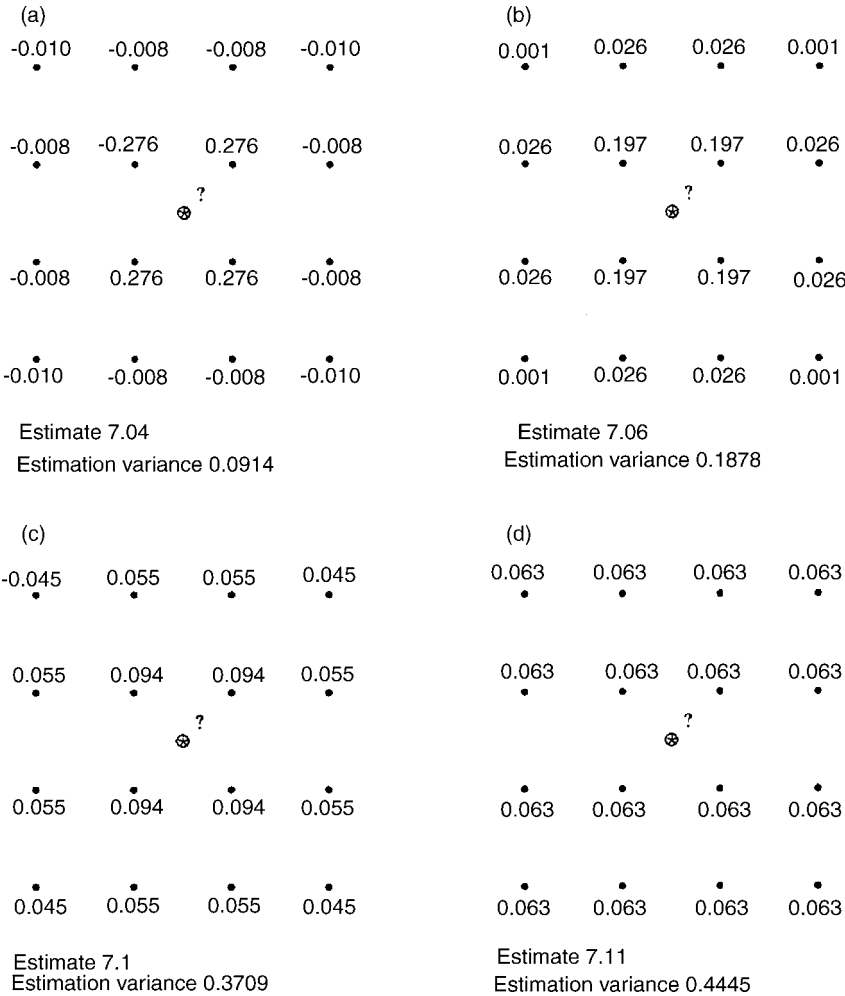 (a)
-0.010 -0.008 -0.008 -0.010
-0.008 -0.276 0.276 -0.008
?
-0.008 0.276 0.276 -0.008
-0.010 -0.008 -0.008 -0.010
Estimate 7.04
Estimation variance 0.0914
(b)
0.001 0.026 0.026 0.001
0.026 0.197 0.197 0.026
?
0.026 0.197 0.197 0.026
0.001 0.026 0.026 0.001
Estimate 7.06
Estimation variance 0.1878
(c)
-0.045 0.055 0.055 0.045
0.055 0.094 0.094 0.055
?
0.055 0.094 0.094 0.055
0.045 0.055 0.055 0.045
Estimate 7.1
Estimation variance 0.3709
(d)
0.063 0.063 0.063 0.063
0.063 0.063 0.063 0.063
?
0.063 0.063 0.063 0.063
0.063 0.063 0.063 0.063
Estimate 7.11
Estimation variance 0.4445